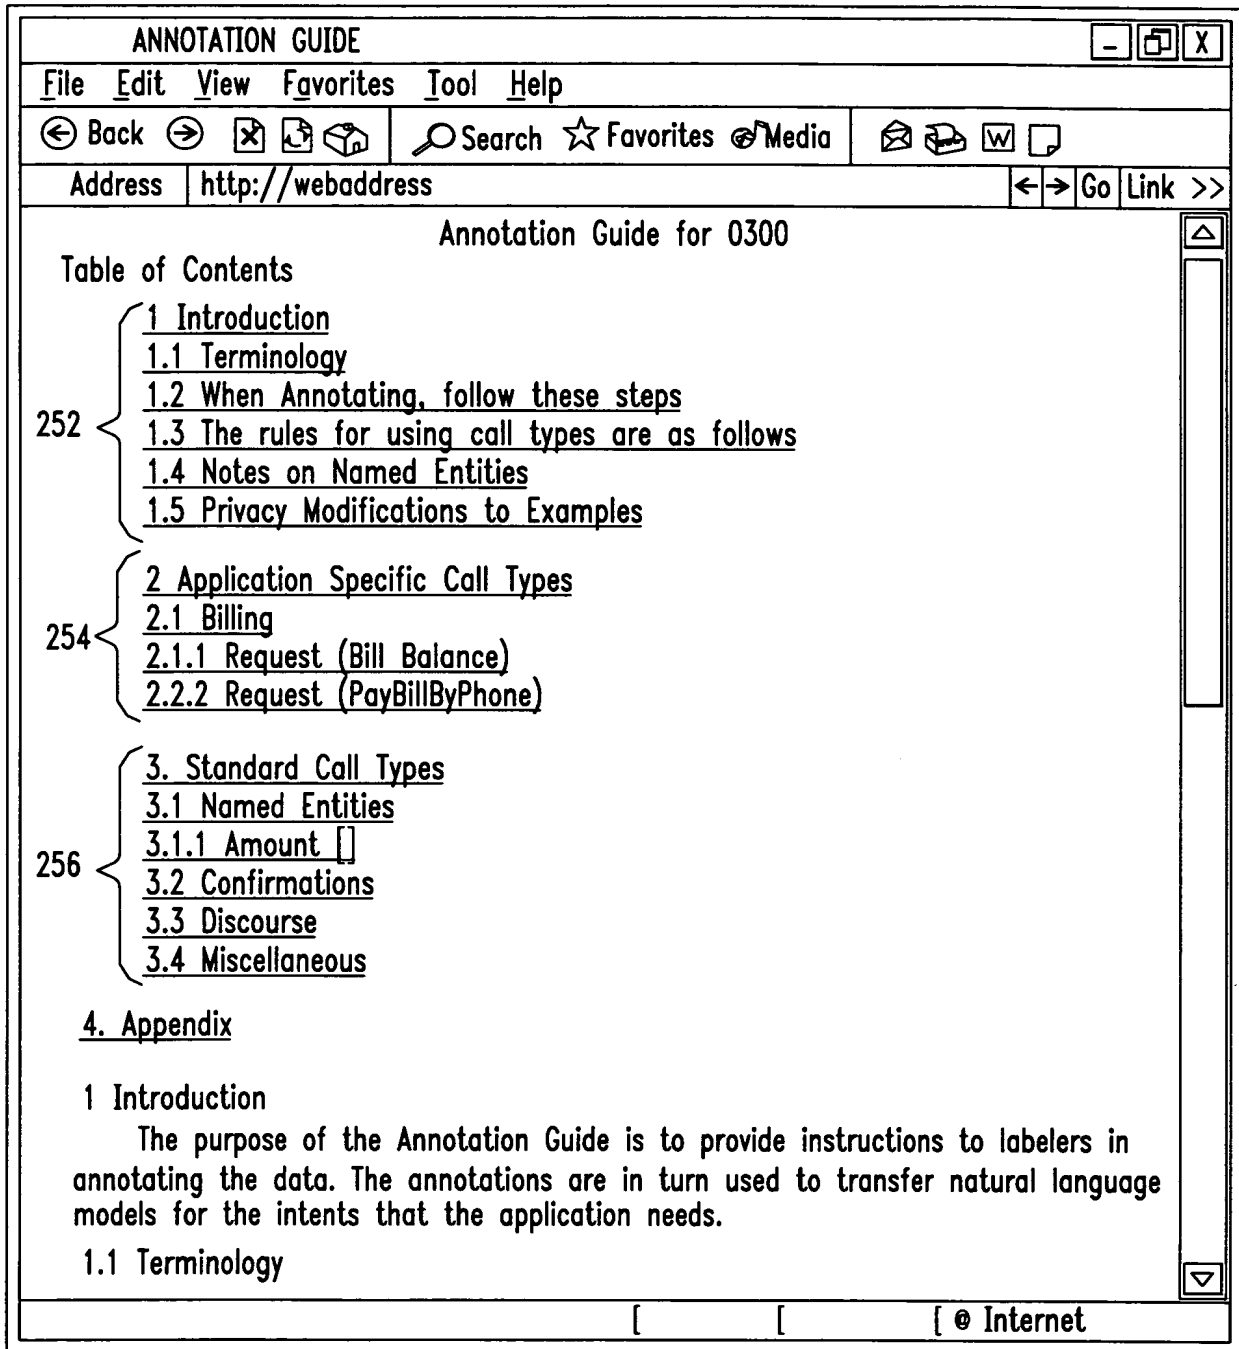 ANNOTATION GUIDE
_ X
File Edit View Favorites Tool Help
Back Search Favorites Media W
Address http://webaddress Go Link >>
Annotation Guide for 0300
Table of Contents
1 Introduction
1.1 Terminology
1.2 When Annotating, follow these steps
252
1.3 The rules for using call types are as follows
1.4 Notes on Named Entities
1.5 Privacy Modifications to Examples
2 Application Specific Call Types
2.1 Billing
254
2.1.1 Request (Bill Balance)
2.2.2 Request (PayBillByPhone)
3. Standard Call Types
3.1 Named Entities
3.1.1 Amount []
256
3.2 Confirmations
3.3 Discourse
3.4 Miscellaneous
4. Appendix
1 Introduction
The purpose of the Annotation Guide is to provide instructions to labelers in
annotating the data. The annotations are in turn used to transfer natural language
models for the intents that the application needs.
1.1 Terminology
[ [ [ @ Internet